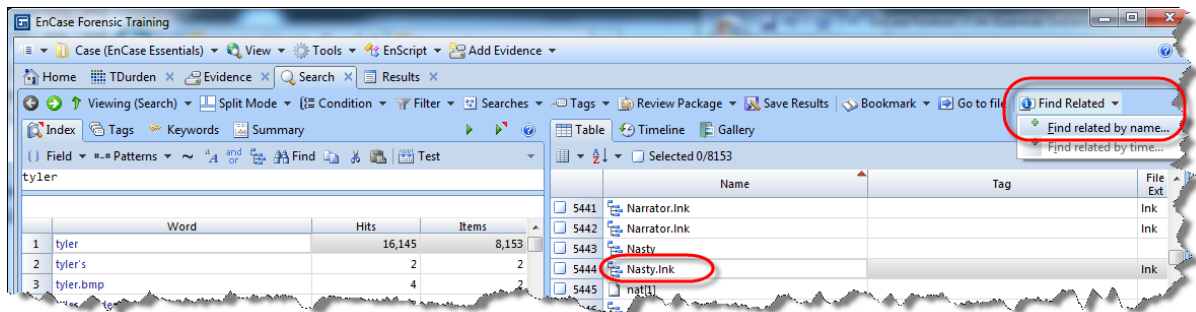 EnCase Forensic Training
Case (EnCase Essentials) View Tools EnScript Add Evidence
Home TDurden Evidence Search Results
Viewing (Search) Split Mode Condition Filter Searches Tags Review Package Save Results Bookmark Go to file Find Related
Index Tags Keywords Summary Table Timeline Gallery
Find related by name...
Find related by time...
Field Patterns and or Find Test Selected 0/8153
tyler
Name Tag File Ext
5441 Narrator.lnk lnk
Word Hits Items
5442 Narrator.lnk lnk
1 tyler 16,145 8,153
5443 Nasty
2 tyler's 2 2
5444 Nasty.lnk lnk
3 tyler.bmp 4 2
5445 nat[1]